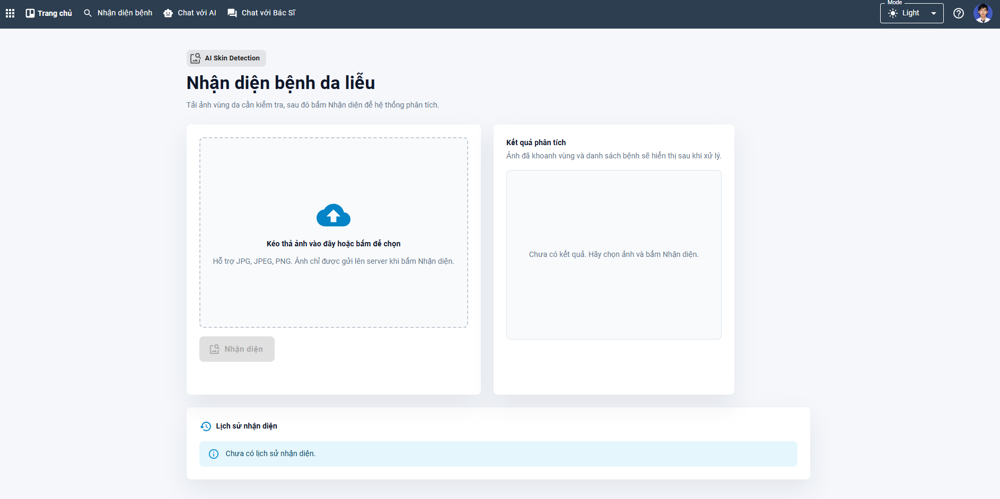 Trang chủ Nhận diện bệnh Chat với AI Chat với Bác Sĩ Mode Light
AI Skin Detection
Nhận diện bệnh da liễu
Tải ảnh vùng da cần kiểm tra, sau đó bấm Nhận diện để hệ thống phân tích.
Kéo thả ảnh vào đây hoặc bấm để chọn
Hỗ trợ JPG, JPEG, PNG. Ảnh chỉ được gửi lên server khi bấm Nhận diện.
Nhận diện
Kết quả phân tích
Ảnh đã khoanh vùng và danh sách bệnh sẽ hiển thị sau khi xử lý.
Chưa có kết quả. Hãy chọn ảnh và bấm Nhận diện.
Lịch sử nhận diện
Chưa có lịch sử nhận diện.